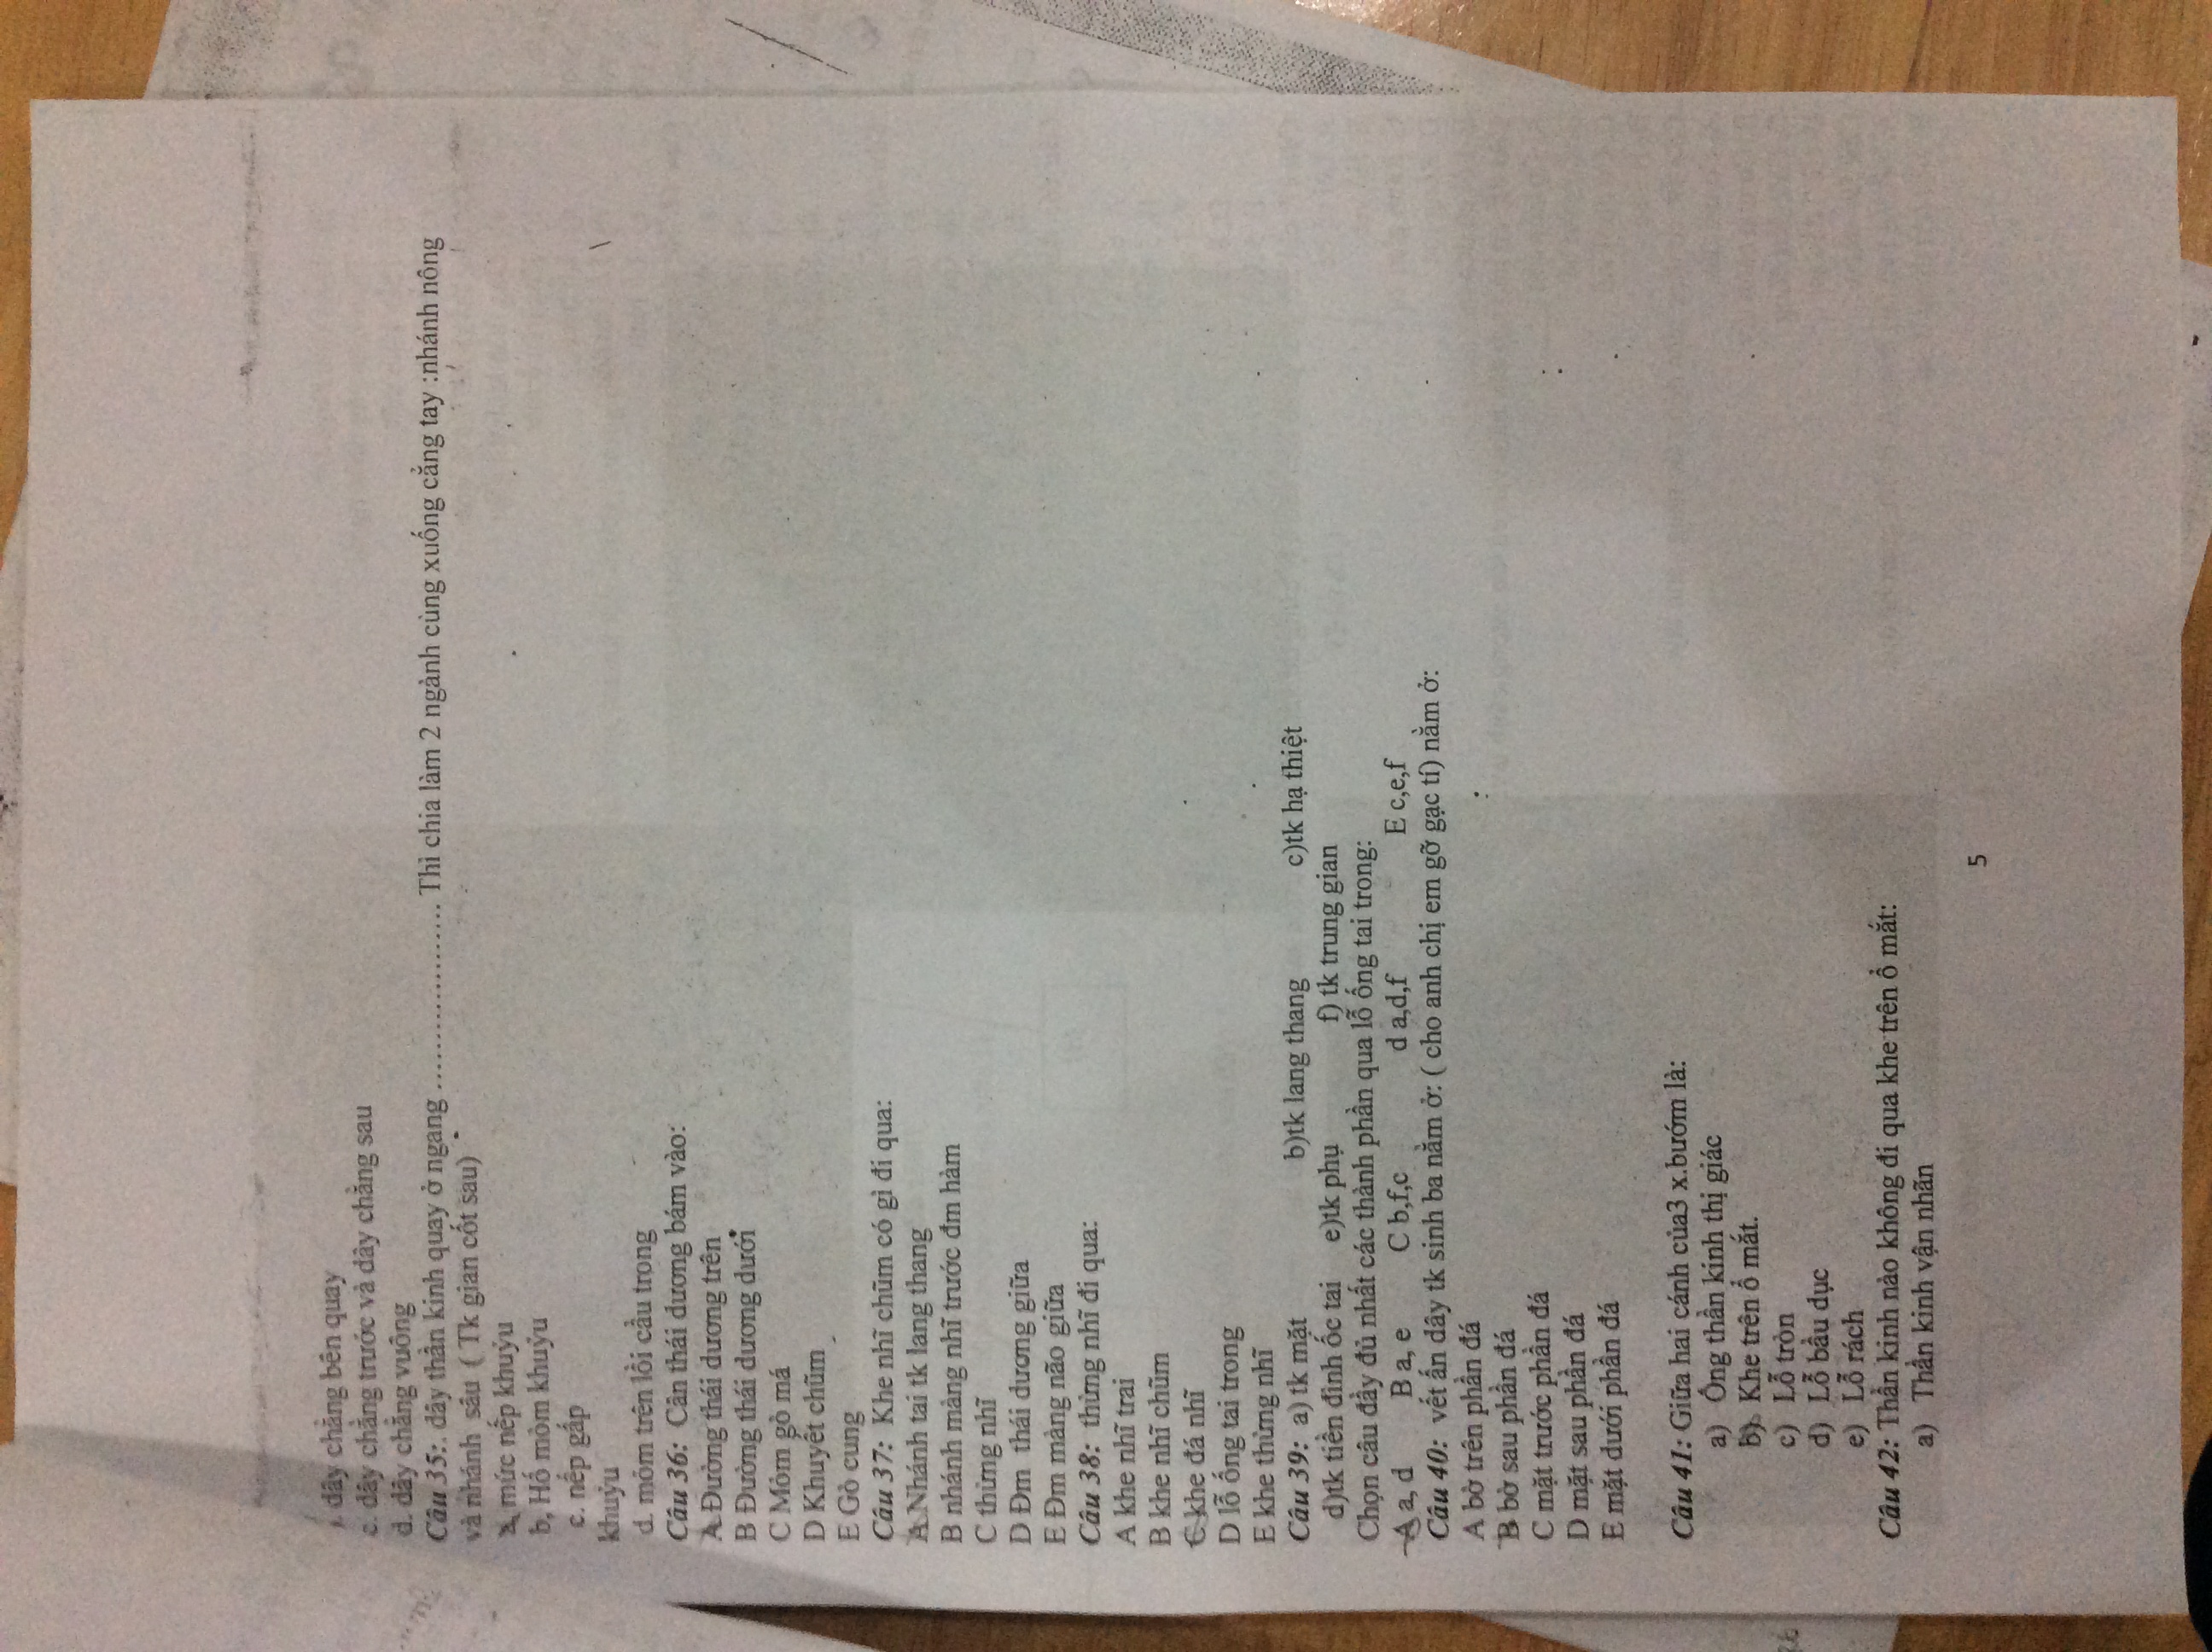 . dây chằng bên quay
c. dây chằng trước và dây chằng sau
d. dây chằng vuông
Câu 35:. dây thần kinh quay ở ngang ................... Thì chia làm 2 ngành cùng xuống cẳng tay :nhánh nông
và nhánh sâu ( Tk gian cốt sau)
a, mức nếp khuỷu
b, Hố mỏm khuỷu
c. nếp gấp
khuỷu
d. mỏm trên lồi cầu trong
Câu 36: Cân thái dương bám vào:
A Đường thái dương trên
B Đường thái dương dưới
C Mỏm gò má
D Khuyết chũm
E Gò cung
Câu 37: Khe nhĩ chũm có gì đi qua:
A Nhánh tai tk lang thang
B nhánh màng nhĩ trước đm hàm
C thừng nhĩ
D Đm thái dương giữa
E Đm màng não giữa
Câu 38: thừng nhĩ đi qua:
A khe nhĩ trai
B khe nhĩ chũm
C khe đá nhĩ
D lỗ ống tai trong
E khe thừng nhĩ
Câu 39: a) tk mặt b)tk lang thang c)tk hạ thiệt
d)tk tiền đình ốc tai e)tk phụ f) tk trung gian
Chọn câu đầy đủ nhất các thành phần qua lỗ ống tai trong:
A a, d B a, e C b,f,c d a,d,f E c,e,f
Câu 40: vết ấn dây tk sinh ba nằm ở: ( cho anh chị em gỡ gạc tí) nằm ở:
A bờ trên phần đá
B bờ sau phần đá
C mặt trước phần đá
D mặt sau phần đá
E mặt dưới phần đá
Câu 41: Giữa hai cánh của3 x.bướm là:
a) Ống thần kinh thị giác
b) Khe trên ổ mắt.
c) Lỗ tròn
d) Lỗ bầu dục
e) Lỗ rách
Câu 42: Thần kinh nào không đi qua khe trên ổ mắt:
a) Thần kinh vận nhãn
5